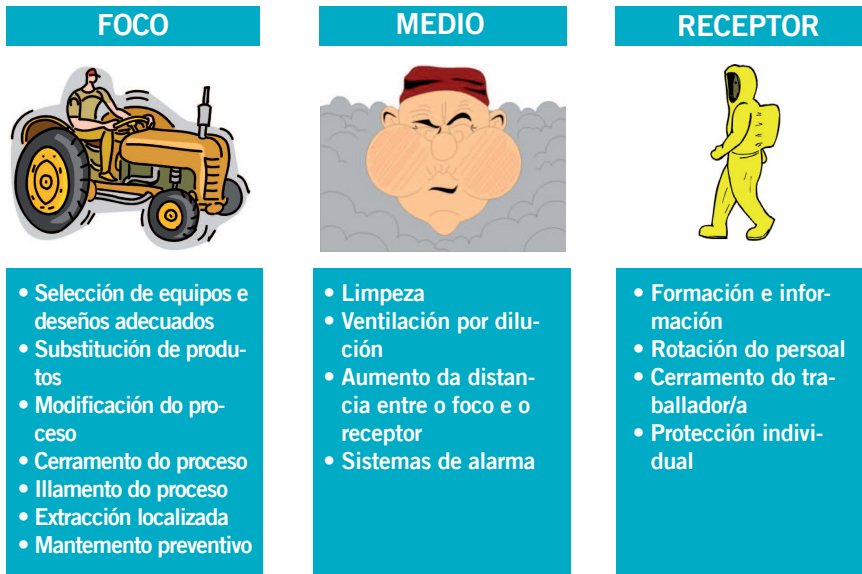 FOCO
• Selección de equipos e
deseños adecuados
• Substitución de produ-
tos
• Modificación do pro-
ceso
• Cerramento do proceso
• Illamento do proceso
• Extracción localizada
• Mantemento preventivo
MEDIO
• Limpeza
• Ventilación por dilu-
ción
• Aumento da distan-
cia entre o foco e o
receptor
• Sistemas de alarma
RECEPTOR
• Formación e infor-
mación
• Rotación do persoal
• Cerramento do tra-
ballador/a
• Protección indivi-
dual